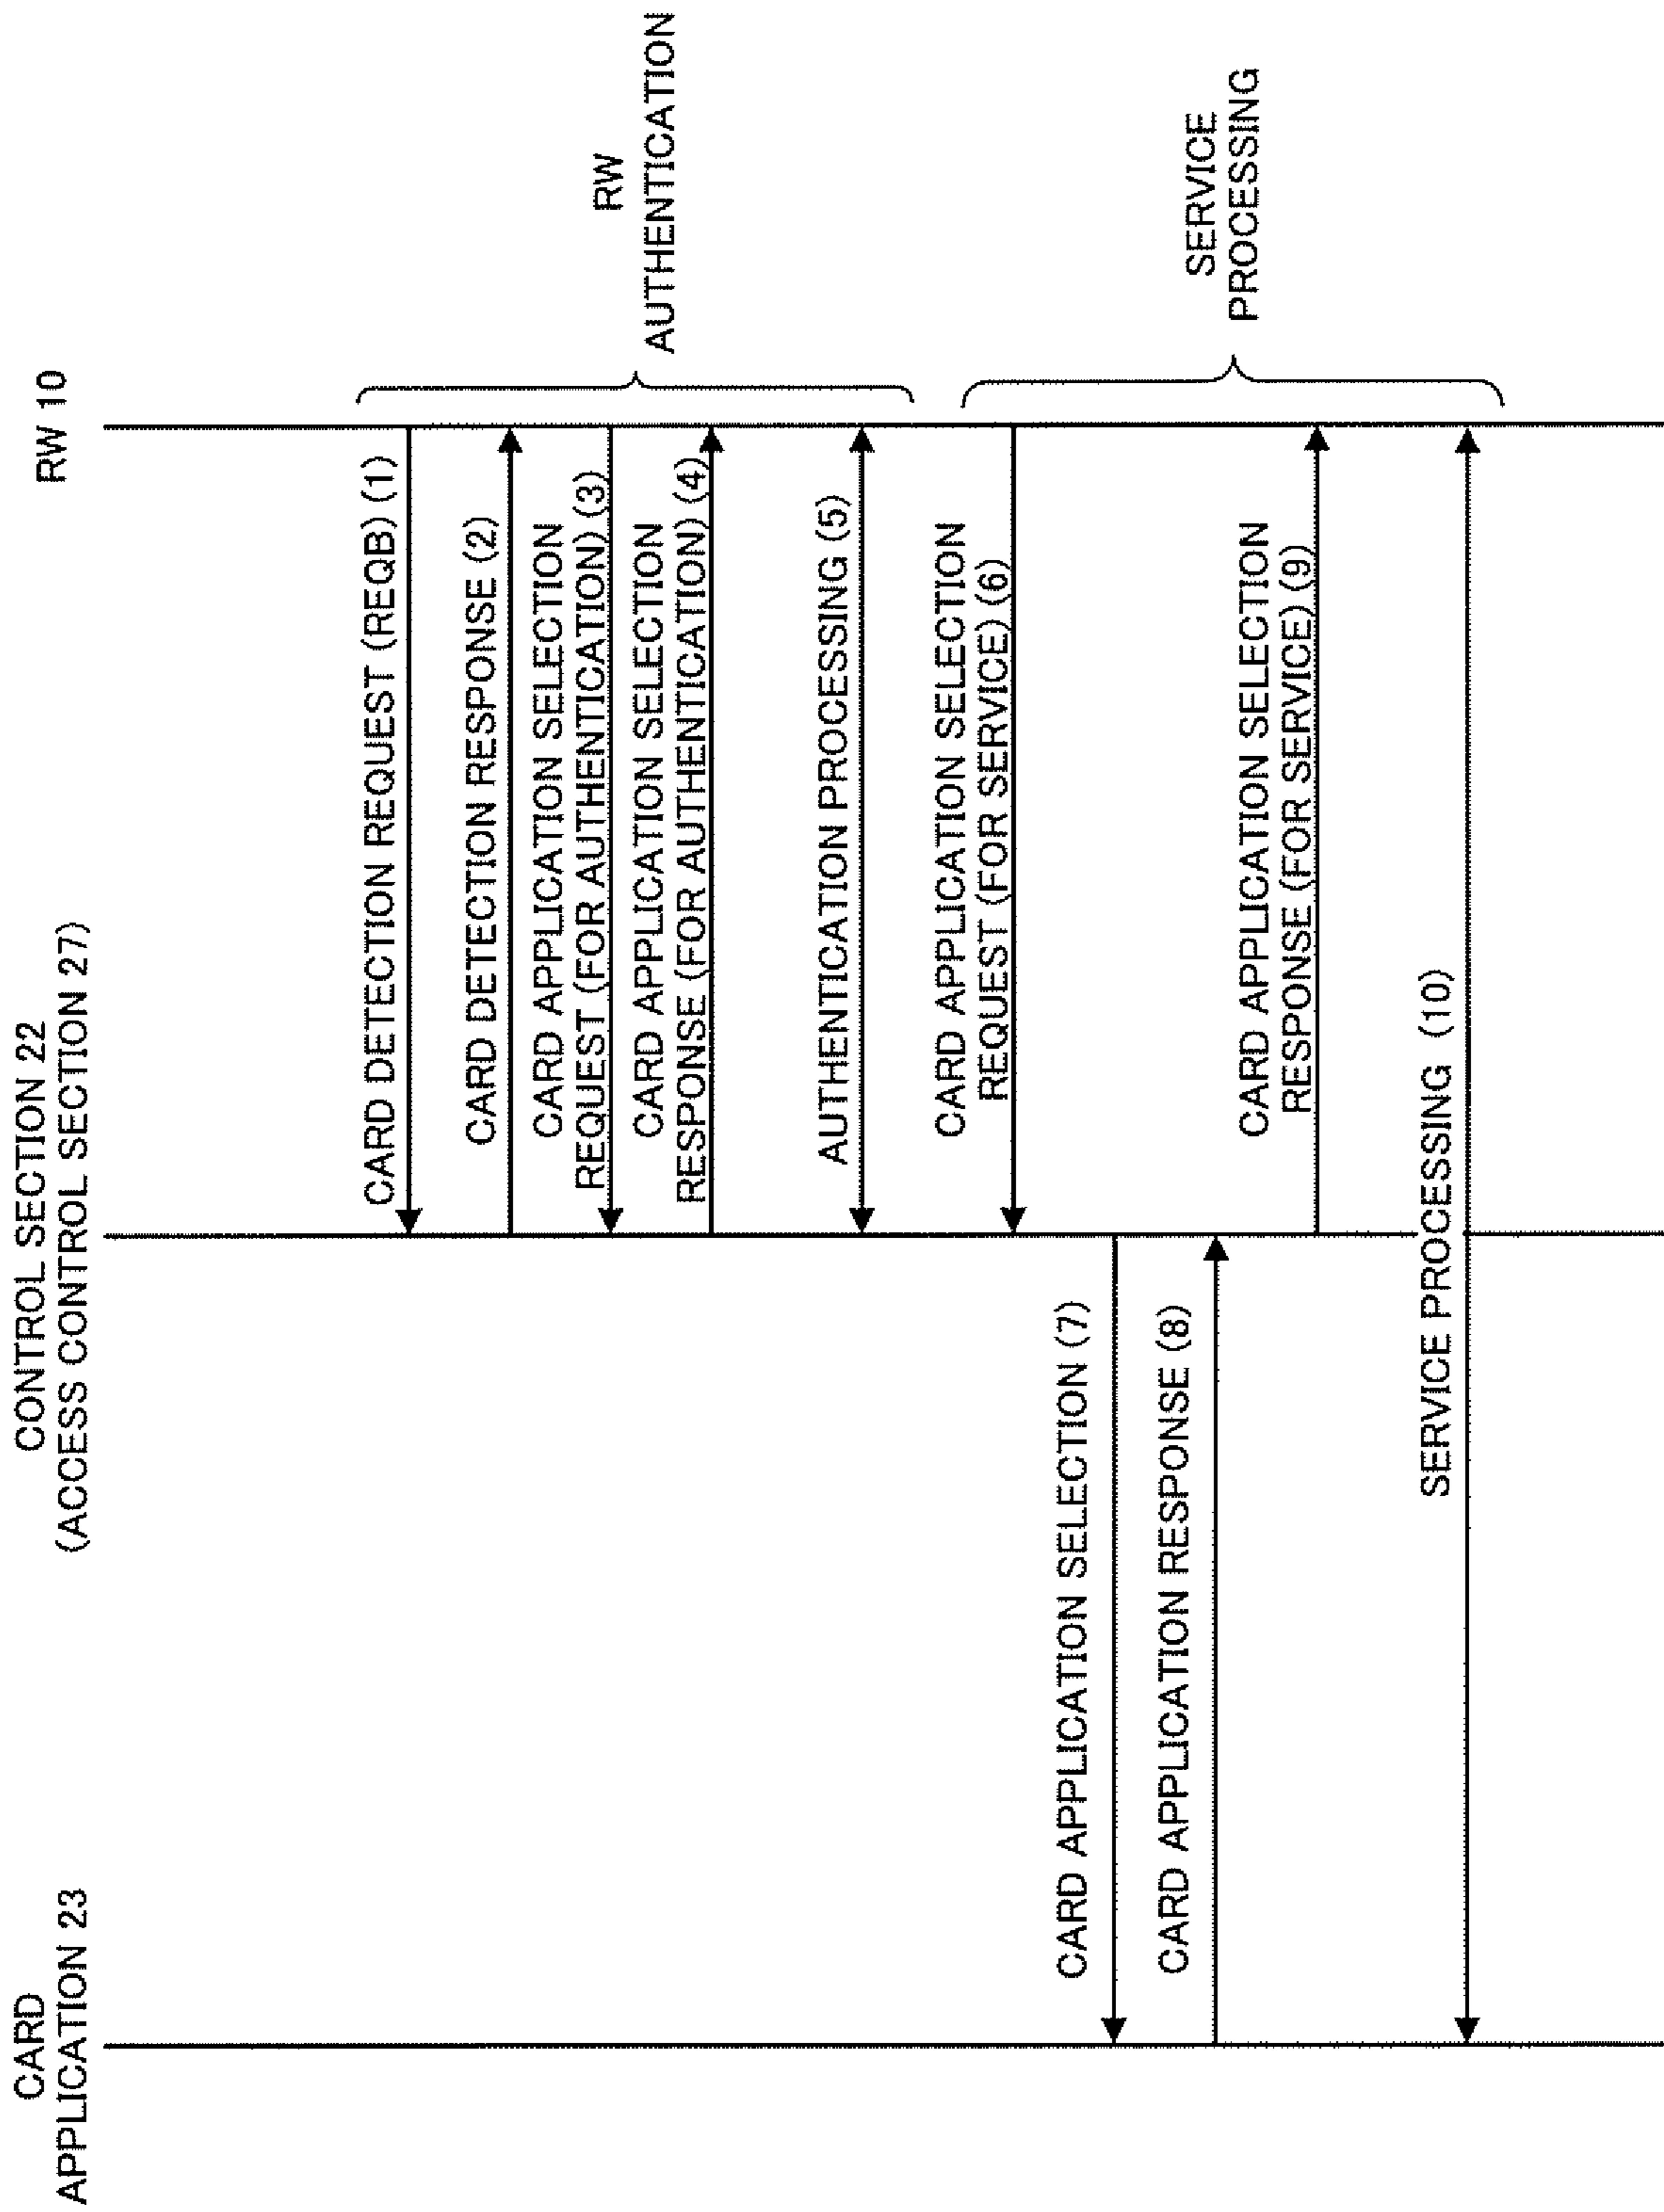 CARD
APPLICATION 23
CONTROL SECTION 22
(ACCESS CONTROL SECTION 27)
RW 10
CARD DETECTION REQUEST (REQB) (1)
CARD DETECTION RESPONSE (2)
CARD APPLICATION SELECTION
REQUEST (FOR AUTHENTICATION) (3)
CARD APPLICATION SELECTION
RESPONSE (FOR AUTHENTICATION) (4)
AUTHENTICATION PROCESSING (5)
RW
AUTHENTICATION
CARD APPLICATION SELECTION
REQUEST (FOR SERVICE) (6)
CARD APPLICATION SELECTION (7)
CARD APPLICATION RESPONSE (8)
CARD APPLICATION SELECTION
RESPONSE (FOR SERVICE) (9)
SERVICE PROCESSING (10)
SERVICE
PROCESSING